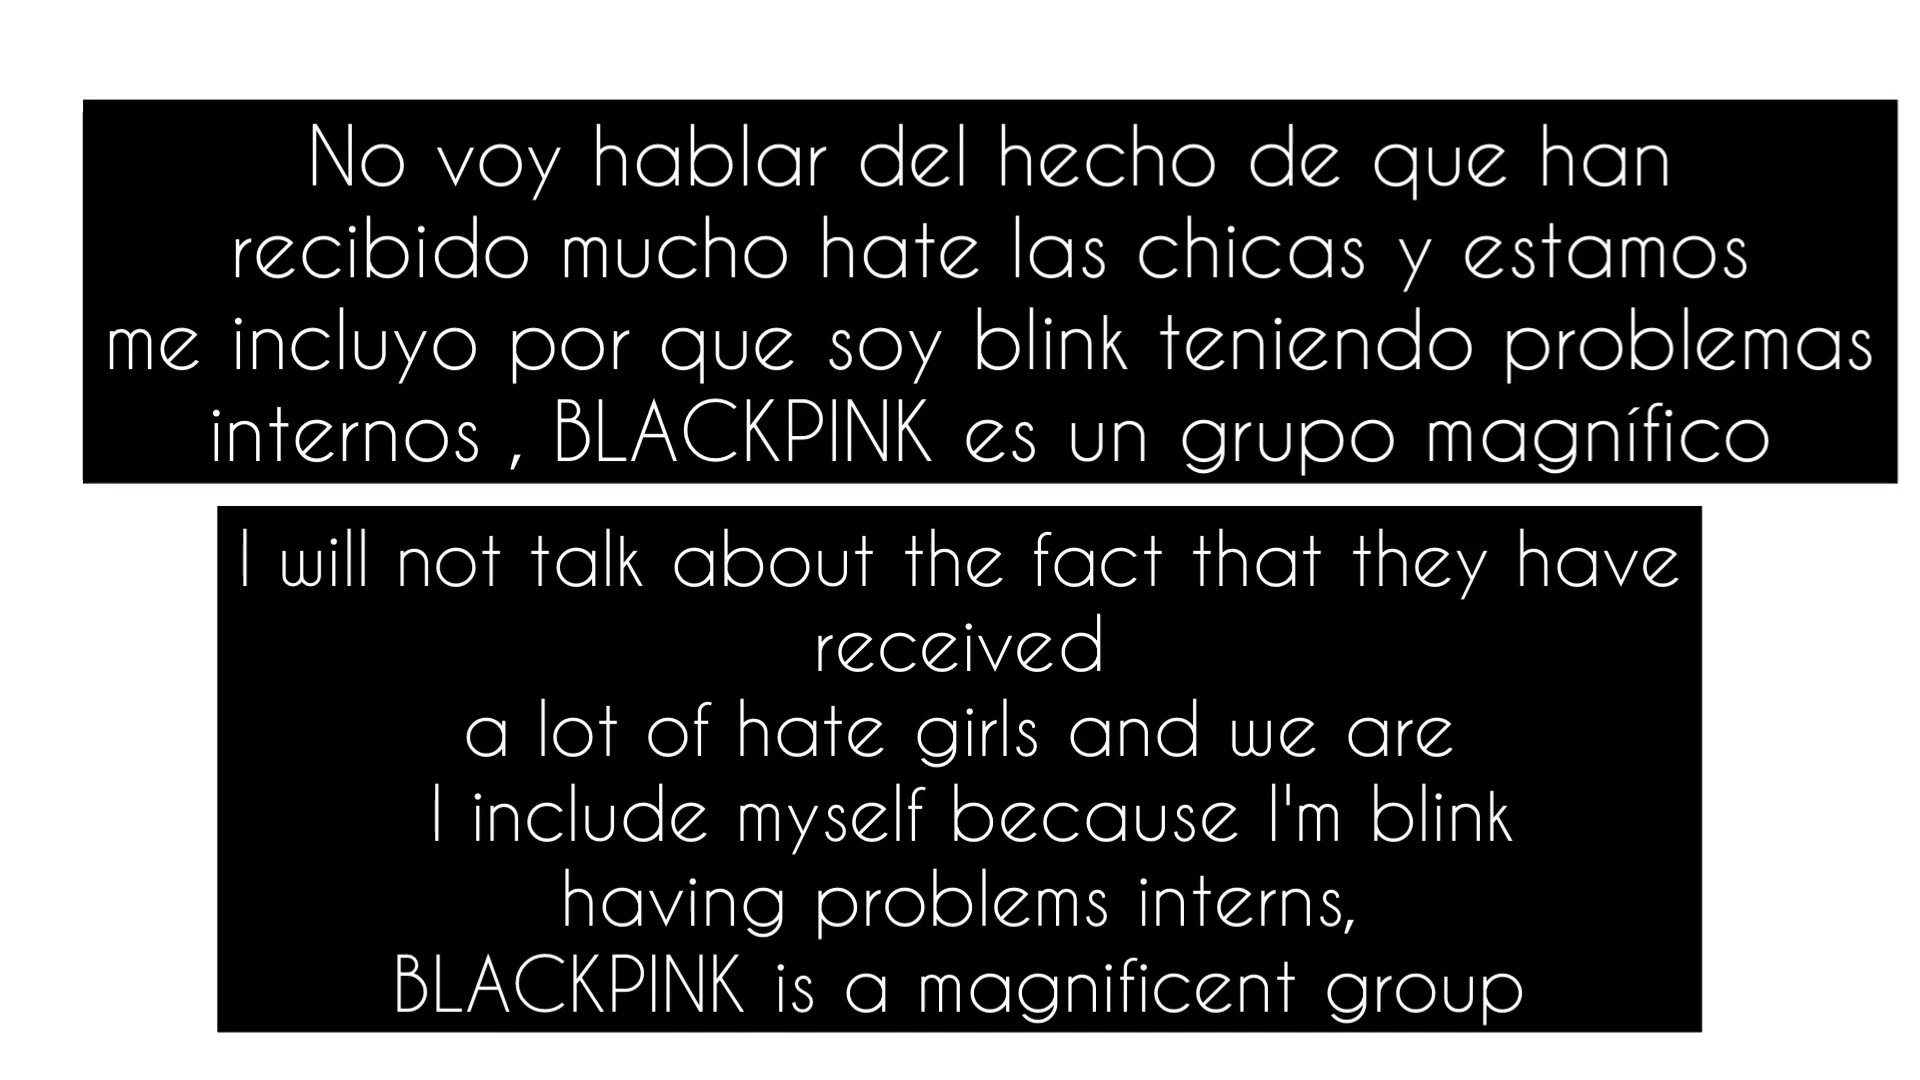 No voy hablar del hecho de que han
recibido mucho hate las chicas y estamos
me incluyo por que soy blink teniendo problemas
internos , BLACKPINK es un grupo magnífico
I will not talk about the fact that they have
received
a lot of hate girls and we are
I include myself because I'm blink
having problems interns,
BLACKPINK is a magnificent group